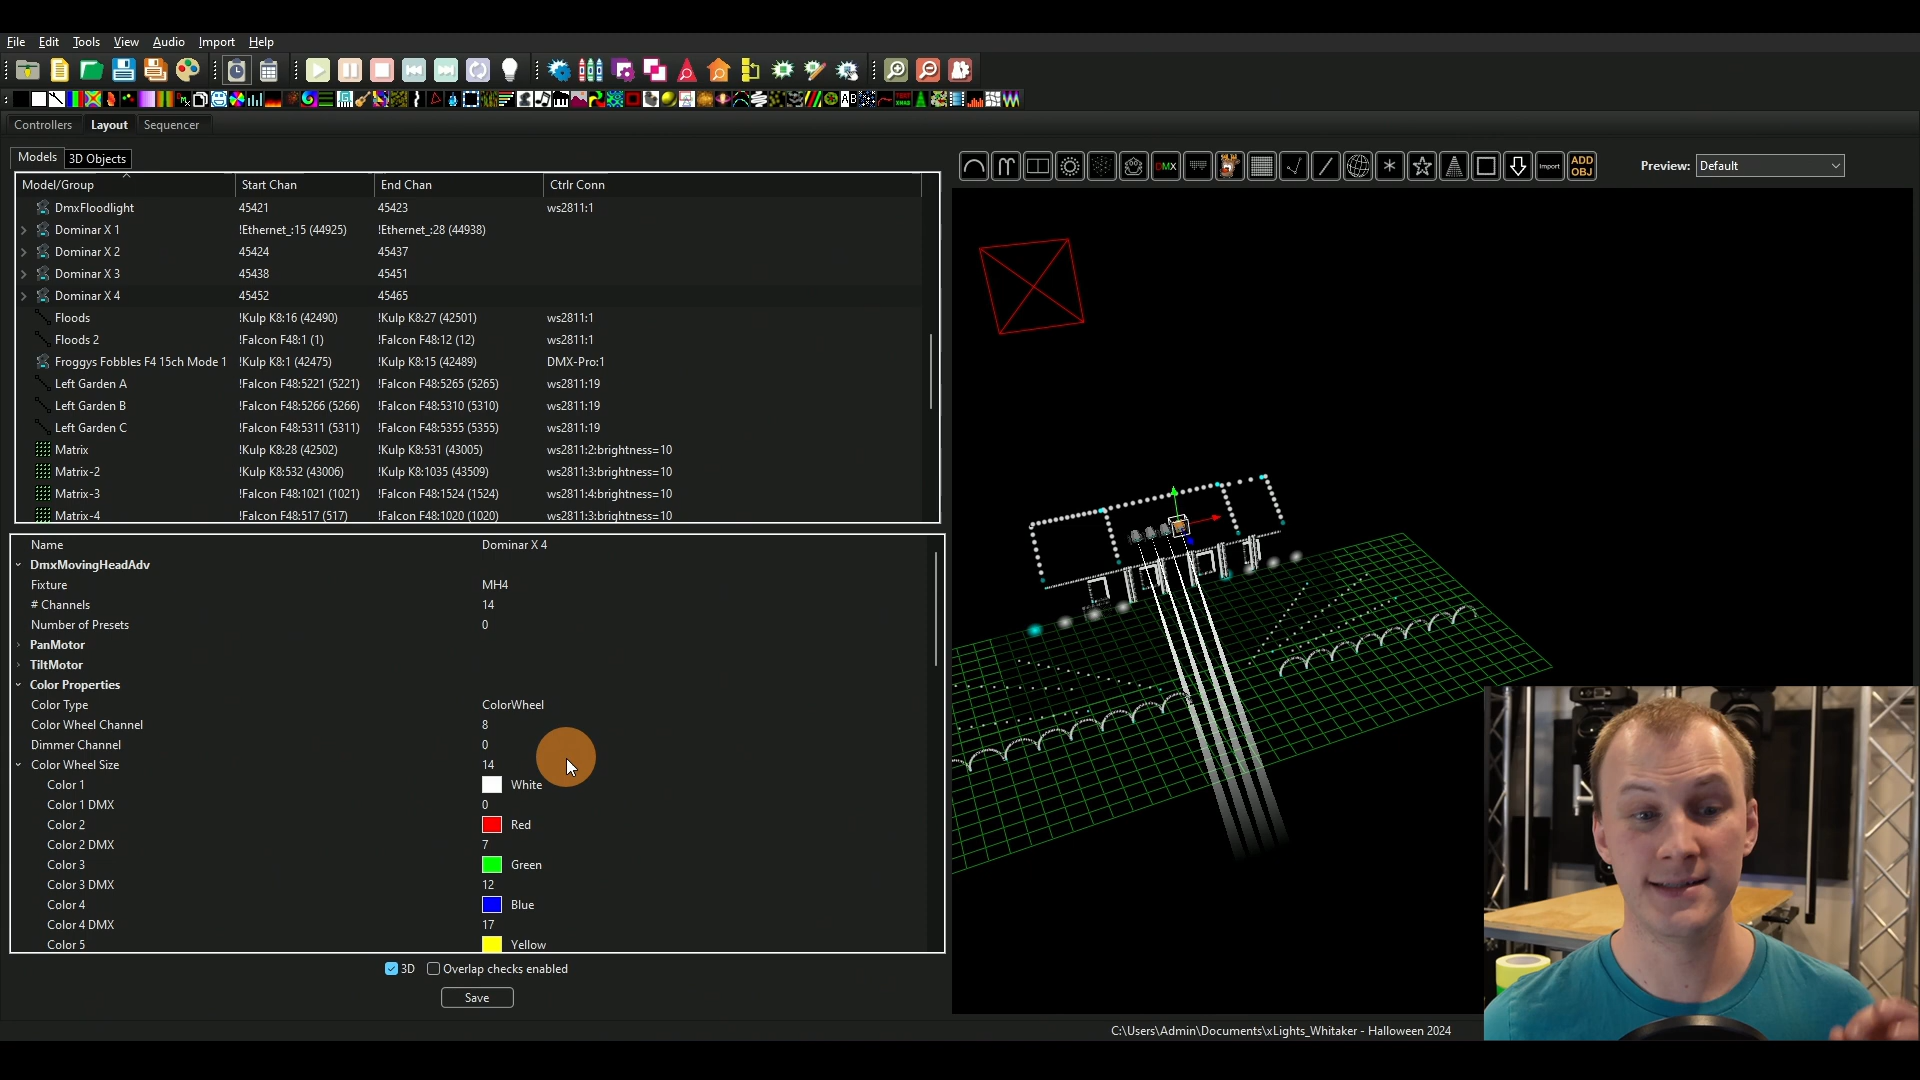 File Edit Tools View Audio Import Help
Controllers Layout Sequencer
Models 3D Objects
DMX Import ADD OBJ Preview: Default
Model/Group Start Chan End Chan Ctrlr Conn
DmxFloodlight 45421 45423 ws2811:1
Dominar X 1 !Ethernet_:15 (44925) !Ethernet_:28 (44938)
Dominar X 2 45424 45437
Dominar X 3 45438 45451
Dominar X 4 45452 45465
Floods !Kulp K8:16 (42490) !Kulp K8:27 (42501) ws2811:1
Floods 2 !Falcon F48:1 (1) !Falcon F48:12 (12) ws2811:1
Froggys Fobbles F4 15ch Mode 1 !Kulp K8:1 (42475) !Kulp K8:15 (42489) DMX-Pro:1
Left Garden A !Falcon F48:5221 (5221) !Falcon F48:5265 (5265) ws2811:19
Left Garden B !Falcon F48:5266 (5266) !Falcon F48:5310 (5310) ws2811:19
Left Garden C !Falcon F48:5311 (5311) !Falcon F48:5355 (5355) ws2811:19
Matrix !Kulp K8:28 (42502) !Kulp K8:531 (43005) ws2811:2:brightness=10
Matrix-2 !Kulp K8:532 (43006) !Kulp K8:1035 (43509) ws2811:3:brightness=10
Matrix-3 !Falcon F48:1021 (1021) !Falcon F48:1524 (1524) ws2811:4:brightness=10
Matrix-4 !Falcon F48:517 (517) !Falcon F48:1020 (1020) ws2811:3:brightness=10
Name Dominar X 4
DmxMovingHeadAdv
Fixture MH4
# Channels 14
Number of Presets 0
PanMotor
TiltMotor
Color Properties
Color Type ColorWheel
Color Wheel Channel 8
Dimmer Channel 0
Color Wheel Size 14
Color 1 White
Color 1 DMX 0
Color 2 Red
Color 2 DMX 7
Color 3 Green
Color 3 DMX 12
Color 4 Blue
Color 4 DMX 17
Color 5 Yellow
3D Overlap checks enabled
Save
C:\Users\Admin\Documents\xLights_Whitaker - Halloween 2024